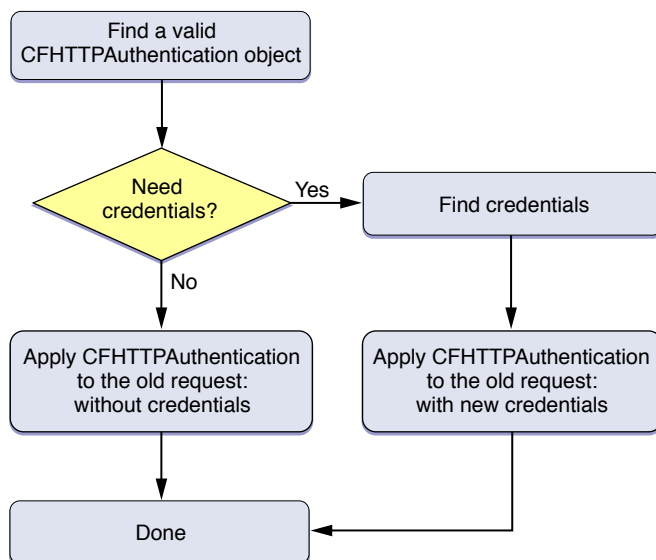 Find a valid
CFHTTPAuthentication object
Need
credentials?
Yes
Find credentials
No
Apply CFHTTPAuthentication
to the old request:
without credentials
Apply CFHTTPAuthentication
to the old request:
with new credentials
Done